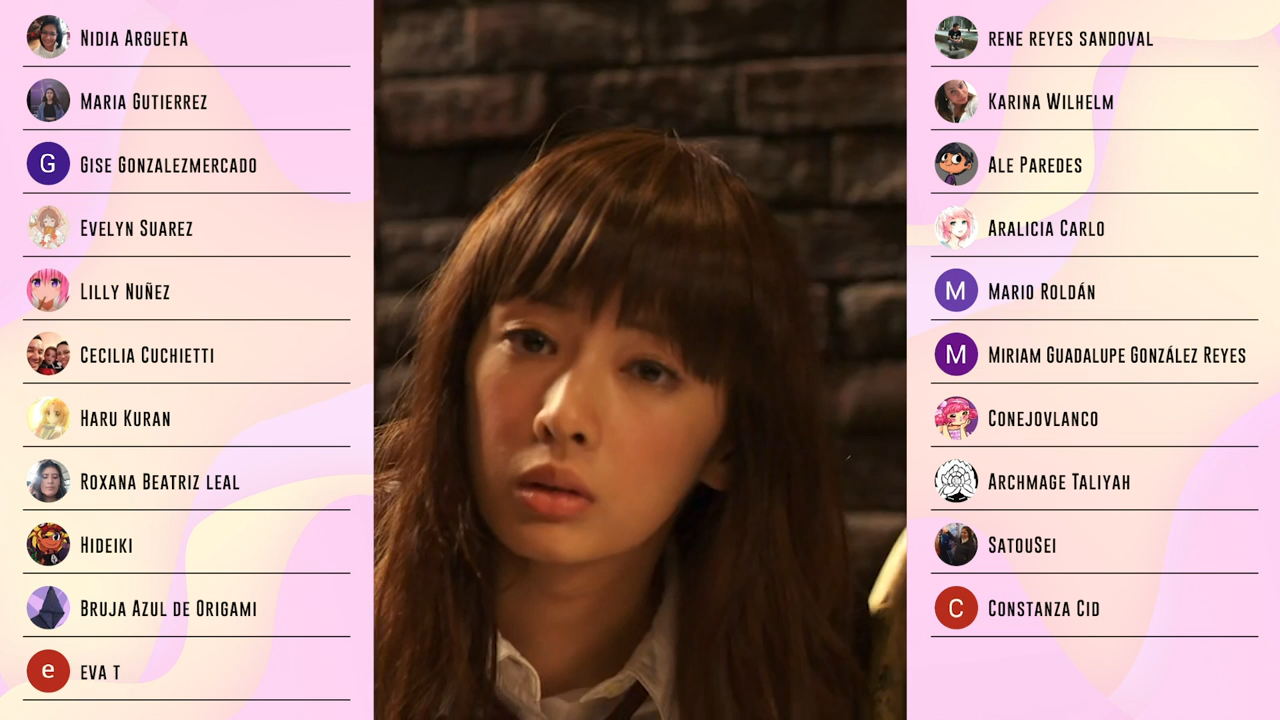 Nidia Argueta
Maria Gutierrez
G
Gise Gonzalezmercado
Evelyn Suarez
Lilly Nuñez
Cecilia Cuchietti
Haru Kuran
Roxana Beatriz leal
Hideiki
Bruja Azul de Origami
e
eva t
rene reyes sandoval
Karina Wilhelm
Ale Paredes
Aralicia Carlo
M
Mario Roldán
M
Miriam Guadalupe González Reyes
Conejovlanco
Archmage Taliyah
SatouSei
C
Constanza Cid